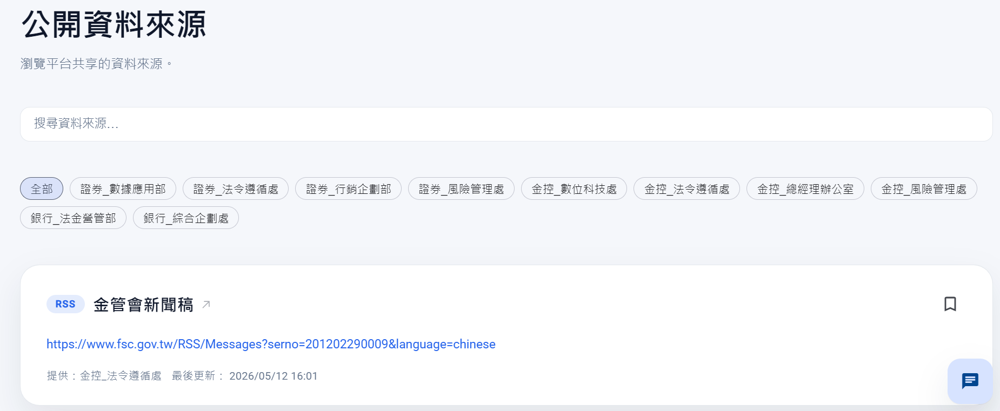 公開資料來源
瀏覽平台共享的資料來源。
搜尋資料來源...
全部 證券_數據應用部 證券_法令遵循處 證券_行銷企劃部 證券_風險管理處 金控_數位科技處 金控_法令遵循處 金控_總經理辦公室 金控_風險管理處
銀行_法金營管部 銀行_綜合企劃處
RSS 金管會新聞稿
https://www.fsc.gov.tw/RSS/Messages?serno=201202290009&language=chinese
提供：金控_法令遵循處 最後更新： 2026/05/12 16:01